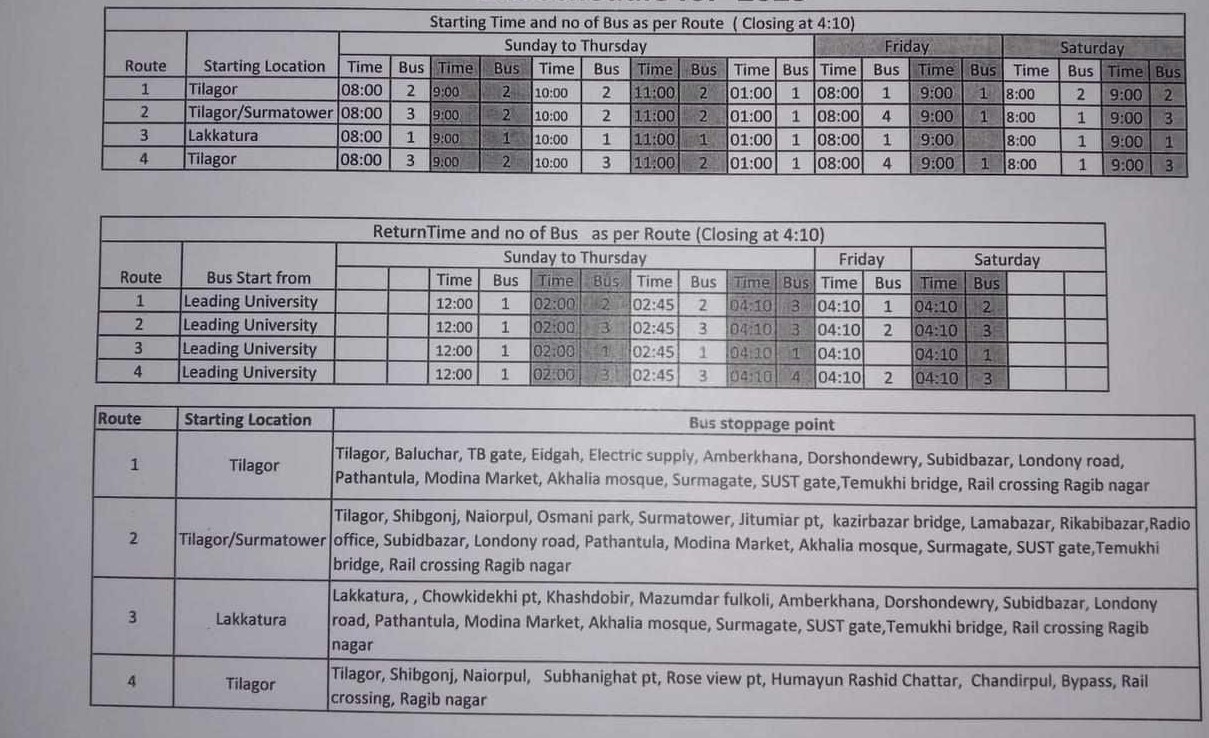 Starting Time and no of Bus as per Route ( Closing at 4:10)
Sunday to Thursday Friday Saturday
Route Starting Location Time Bus Time Bus Time Bus Time Bus Time Bus Time Bus Time Bus Time Bus Time Bus
1 Tilagor 08:00 2 9:00 2 10:00 2 11:00 2 01:00 1 08:00 1 9:00 1 8:00 2 9:00 2
2 Tilagor/Surmatower 08:00 3 9:00 2 10:00 2 11:00 2 01:00 1 08:00 4 9:00 1 8:00 1 9:00 3
3 Lakkatura 08:00 1 9:00 1 10:00 1 11:00 1 01:00 1 08:00 1 9:00 8:00 1 9:00 1
4 Tilagor 08:00 3 9:00 2 10:00 3 11:00 2 01:00 1 08:00 4 9:00 1 8:00 1 9:00 3
ReturnTime and no of Bus as per Route (Closing at 4:10)
Sunday to Thursday Friday Saturday
Route Bus Start from Time Bus Time Bus Time Bus Time Bus Time Bus Time Bus
1 Leading University 12:00 1 02:00 2 02:45 2 04:10 3 04:10 1 04:10 2
2 Leading University 12:00 1 02:00 3 02:45 3 04:10 3 04:10 2 04:10 3
3 Leading University 12:00 1 02:00 1 02:45 1 04:10 1 04:10 04:10 1
4 Leading University 12:00 1 02:00 3 02:45 3 04:10 4 04:10 2 04:10 3
Route Starting Location Bus stoppage point
1 Tilagor Tilagor, Baluchar, TB gate, Eidgah, Electric supply, Amberkhana, Dorshondewry, Subidbazar, Londony road,
Pathantula, Modina Market, Akhalia mosque, Surmagate, SUST gate,Temukhi bridge, Rail crossing Ragib nagar
2 Tilagor/Surmatower Tilagor, Shibgonj, Naiorpul, Osmani park, Surmatower, Jitumiar pt, kazirbazar bridge, Lamabazar, Rikabibazar,Radio
office, Subidbazar, Londony road, Pathantula, Modina Market, Akhalia mosque, Surmagate, SUST gate,Temukhi
bridge, Rail crossing Ragib nagar
3 Lakkatura Lakkatura, , Chowkidekhi pt, Khashdobir, Mazumdar fulkoli, Amberkhana, Dorshondewry, Subidbazar, Londony
road, Pathantula, Modina Market, Akhalia mosque, Surmagate, SUST gate,Temukhi bridge, Rail crossing Ragib
nagar
4 Tilagor Tilagor, Shibgonj, Naiorpul, Subhanighat pt, Rose view pt, Humayun Rashid Chattar, Chandirpul, Bypass, Rail
crossing, Ragib nagar